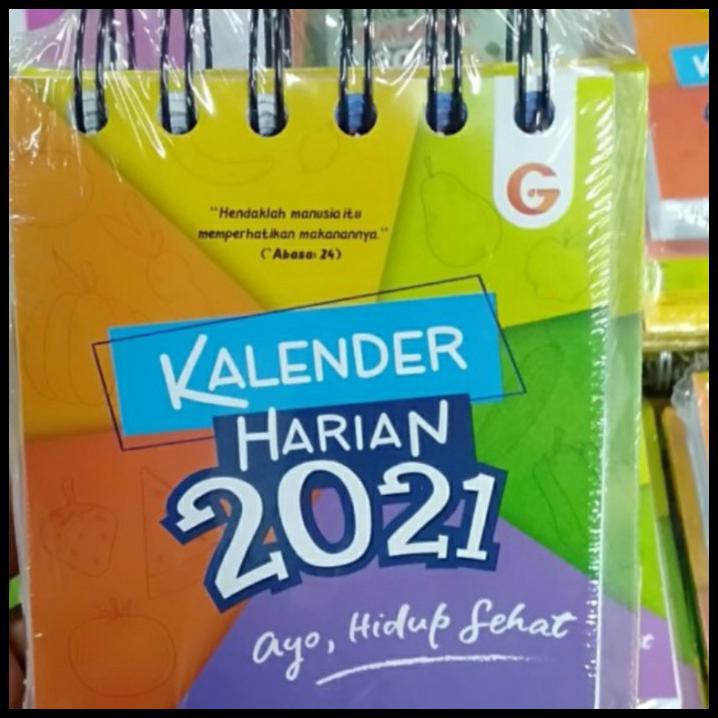 G
"Hendaklah manusia itu
memperhatikan makanannya."
('Abasa: 24)
KALENDER
HARIAN
2021
ayo, Hidup Sehat